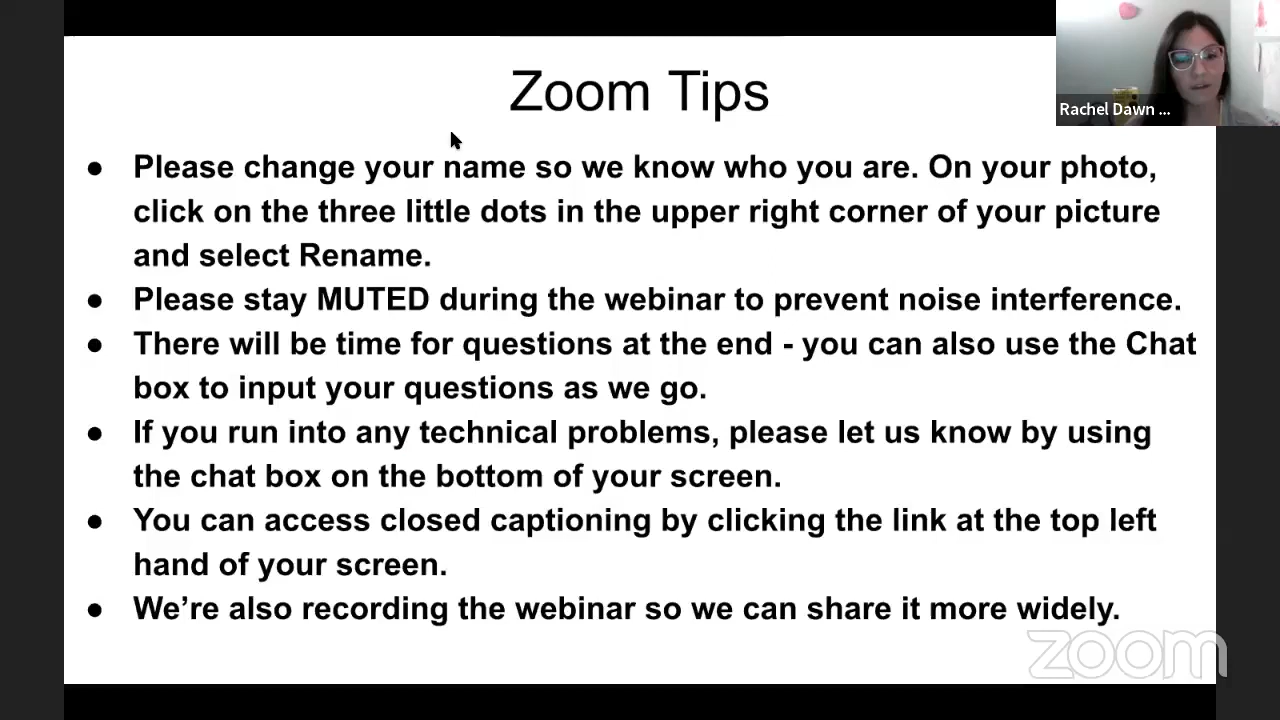 Zoom Tips
Rachel Dawn ...
● Please change your name so we know who you are. On your photo,
click on the three little dots in the upper right corner of your picture
and select Rename.
● Please stay MUTED during the webinar to prevent noise interference.
● There will be time for questions at the end - you can also use the Chat
box to input your questions as we go.
● If you run into any technical problems, please let us know by using
the chat box on the bottom of your screen.
● You can access closed captioning by clicking the link at the top left
hand of your screen.
● We’re also recording the webinar so we can share it more widely.
zoom